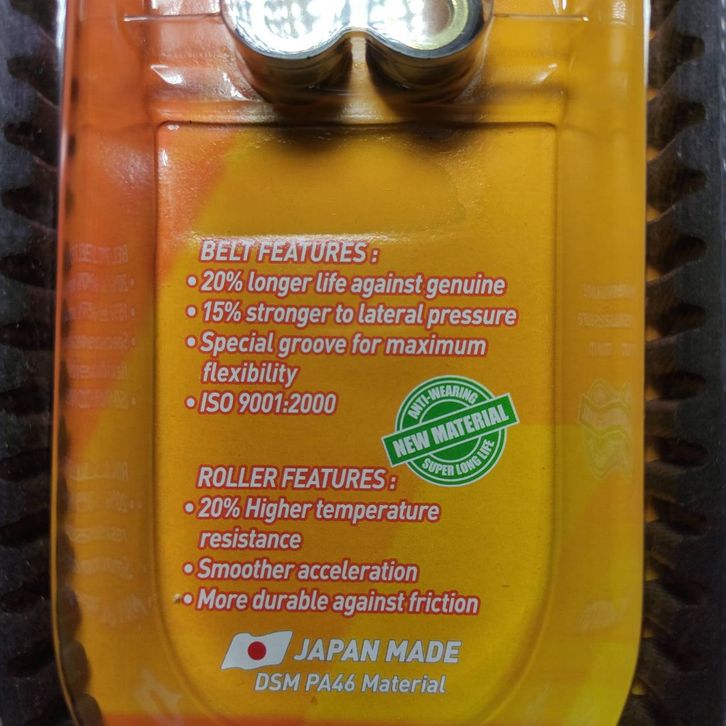 BELT FEATURES :
• 20% longer life against genuine
• 15% stronger to lateral pressure
• Special groove for maximum
flexibility
• ISO 9001:2000
ANTI-WEARING
NEW MATERIAL
SUPER LONG LIFE
ROLLER FEATURES :
• 20% Higher temperature
resistance
• Smoother acceleration
• More durable against friction
JAPAN MADE
DSM PA46 Material